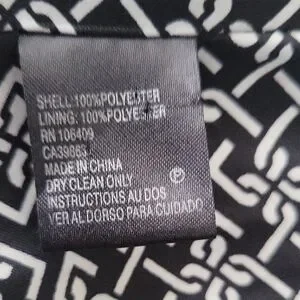 SHELL:100%POLYESTER
LINING:100%POLYESTER
RN 106409
CA39663
MADE IN CHINA
DRY CLEAN ONLY Ⓟ
INSTRUCTIONS AU DOS
VER AL DORSO PARA CUIDADO